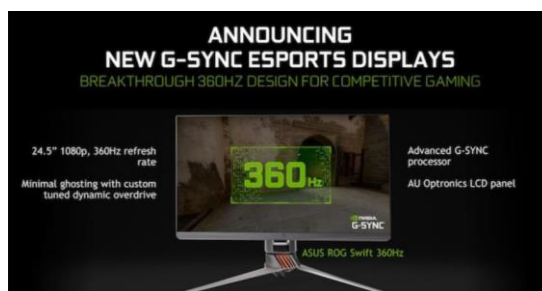 ANNOUNCING
NEW G-SYNC ESPORTS DISPLAYS
BREAKTHROUGH 360HZ DESIGN FOR COMPETITIVE GAMING
24.5" 1080p, 360Hz refresh
rate
Minimal ghosting with custom
tuned dynamic overdrive
360Hz
NVIDIA
G-SYNC
Advanced G-SYNC
processor
AU Optronics LCD panel
ASUS ROG Swift 360Hz